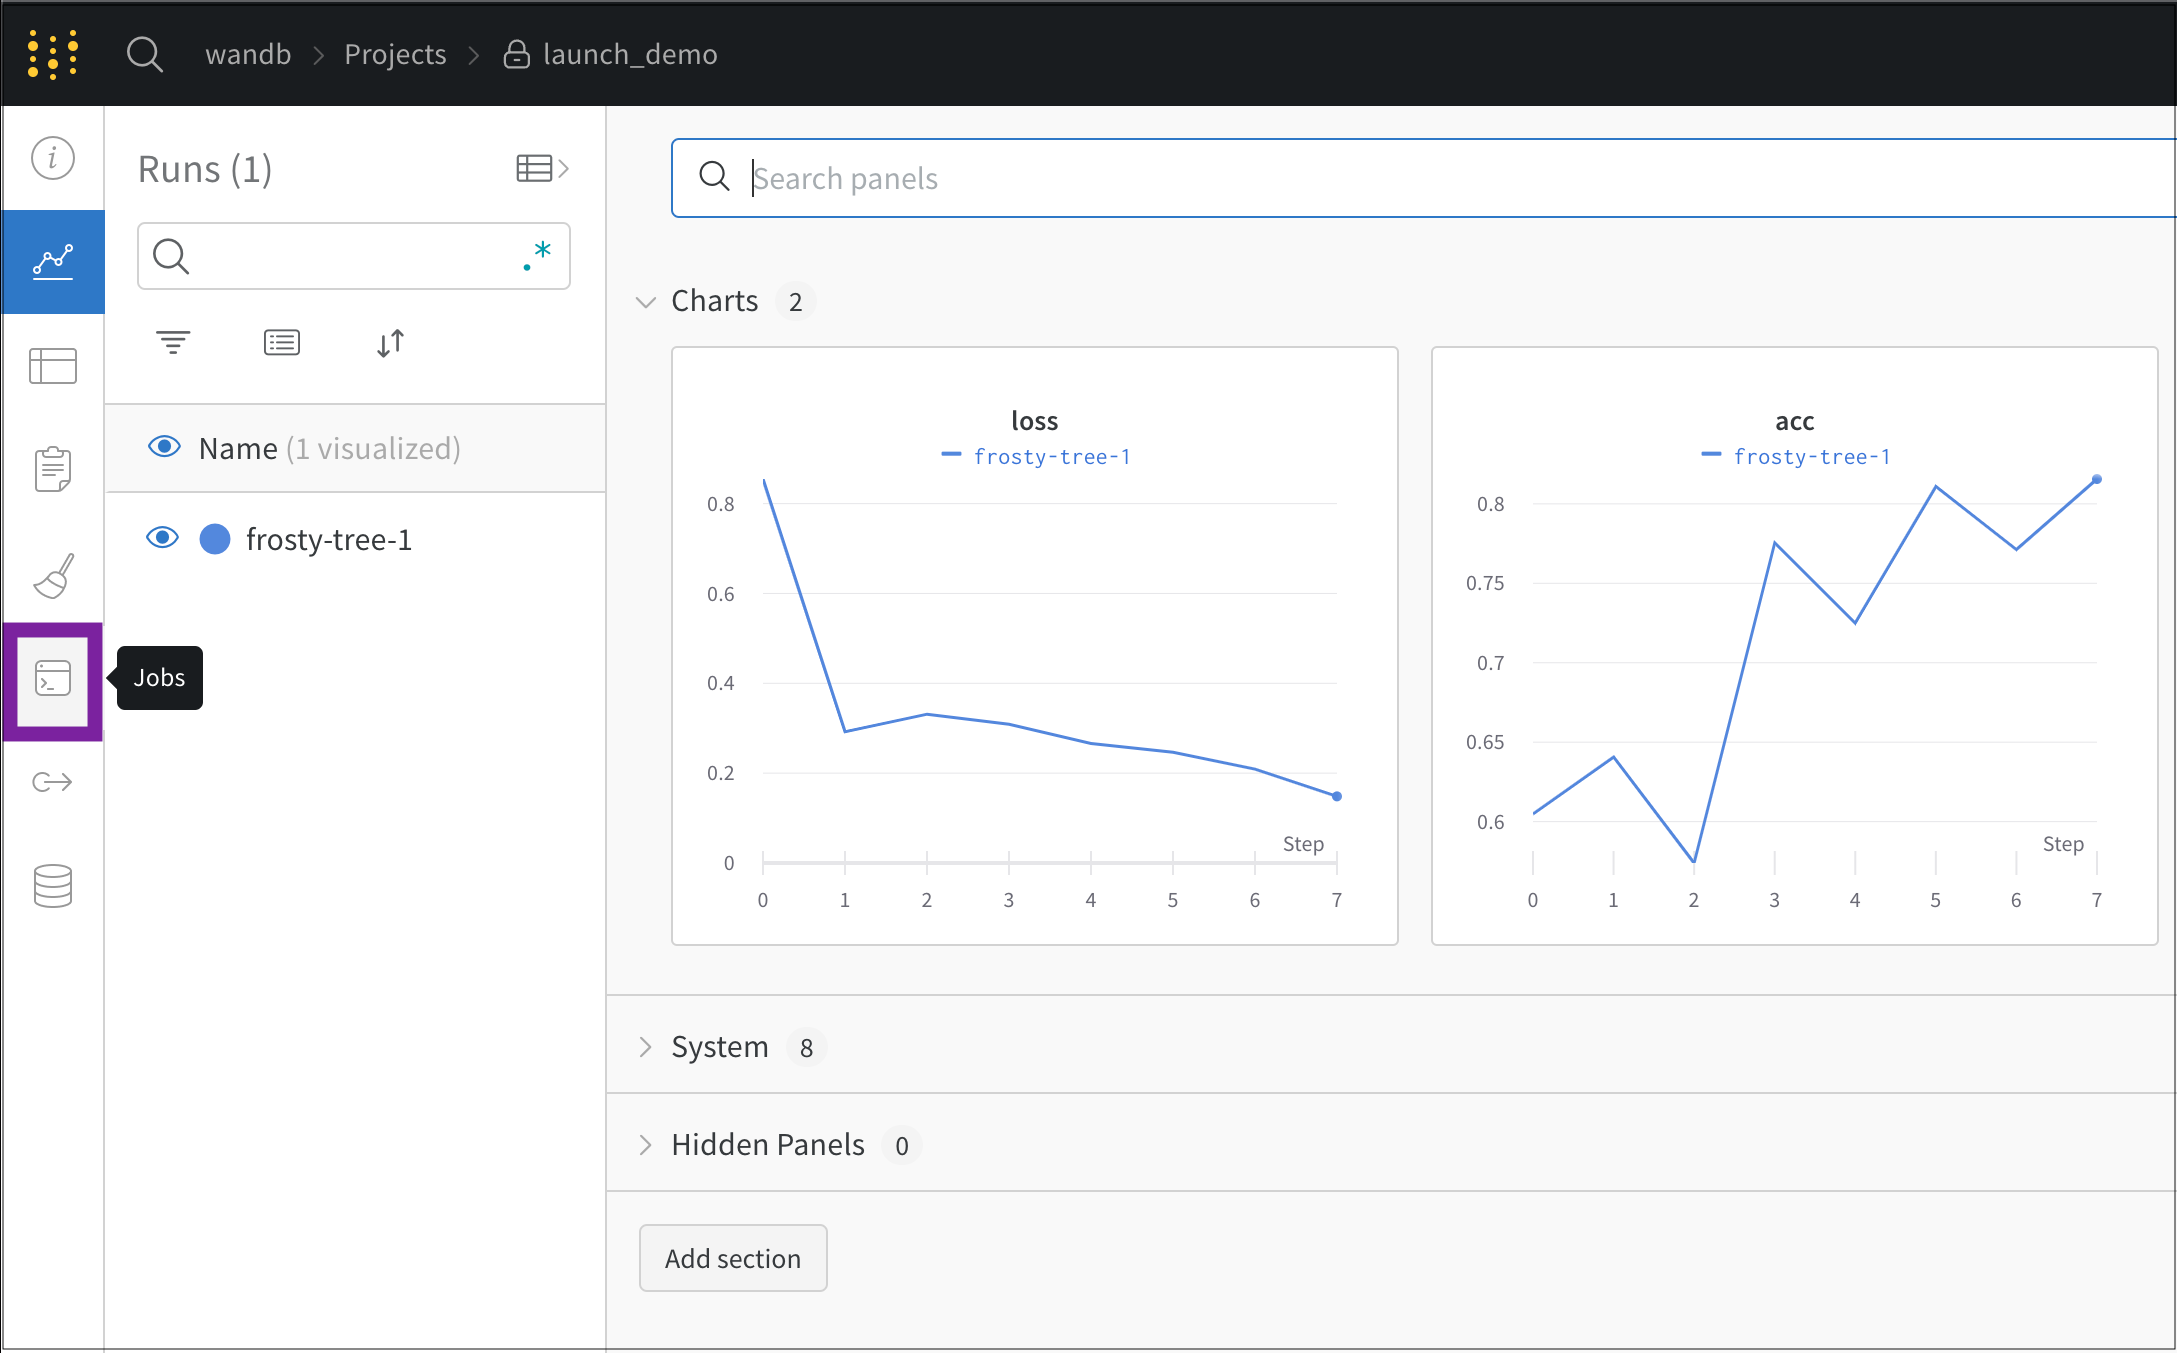 wandb > Projects > launch_demo
Runs (1)
.*
Name (1 visualized)
frosty-tree-1
Jobs
Search panels
Charts 2
loss
frosty-tree-1
0.8
0.6
0.4
0.2
0
Step
0 1 2 3 4 5 6 7
acc
frosty-tree-1
0.8
0.75
0.7
0.65
0.6
Step
0 1 2 3 4 5 6 7
System 8
Hidden Panels 0
Add section